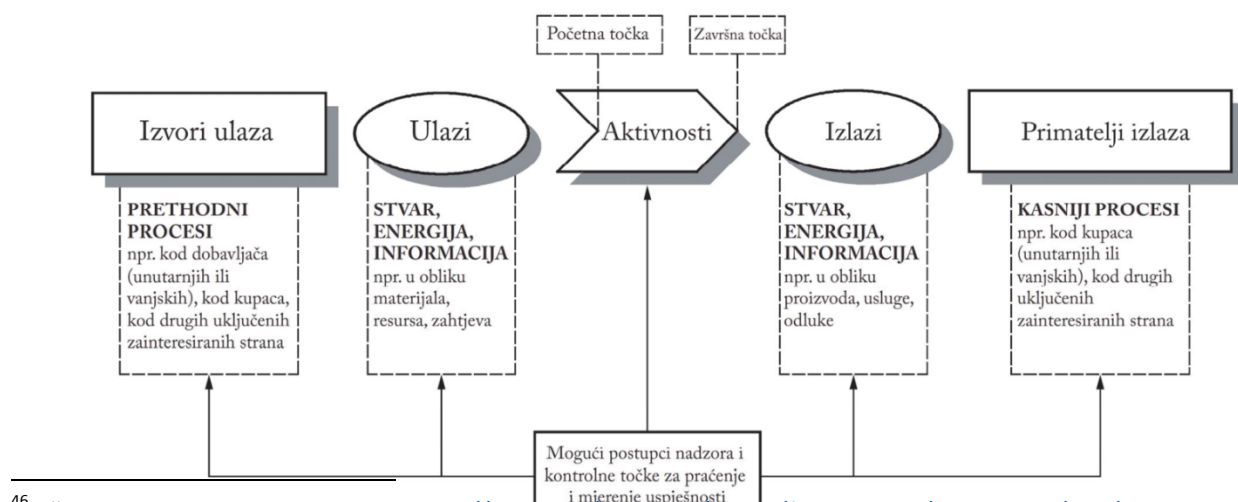 Početna točka
Završna točka
Izvori ulaza
Ulazi
Aktivnosti
Izlazi
Primatelji izlaza
PRETHODNI
PROCESI
npr. kod dobavljača
(unutarnjih ili
vanjskih), kod kupaca,
kod drugih uključenih
zainteresiranih strana
STVAR,
ENERGIJA,
INFORMACIJA
npr. u obliku
materijala,
resursa, zahtjeva
STVAR,
ENERGIJA,
INFORMACIJA
npr. u obliku
proizvoda, usluge,
odluke
KASNIJI PROCESI
npr. kod kupaca
(unutarnjih ili
vanjskih), kod drugih
uključenih
zainteresiranih strana
Mogući postupci nadzora i
kontrolne točke za praćenje
i mjerenje uspješnosti
46